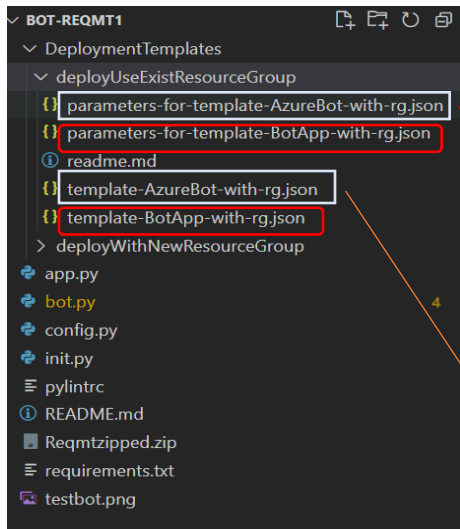 BOT-REQMT1
DeploymentTemplates
deployUseExistResourceGroup
{} parameters-for-template-AzureBot-with-rg.json
{} parameters-for-template-BotApp-with-rg.json
readme.md
{} template-AzureBot-with-rg.json
{} template-BotApp-with-rg.json
deployWithNewResourceGroup
app.py
bot.py 4
config.py
init.py
pylintrc
README.md
Reqmtzipped.zip
requirements.txt
testbot.png